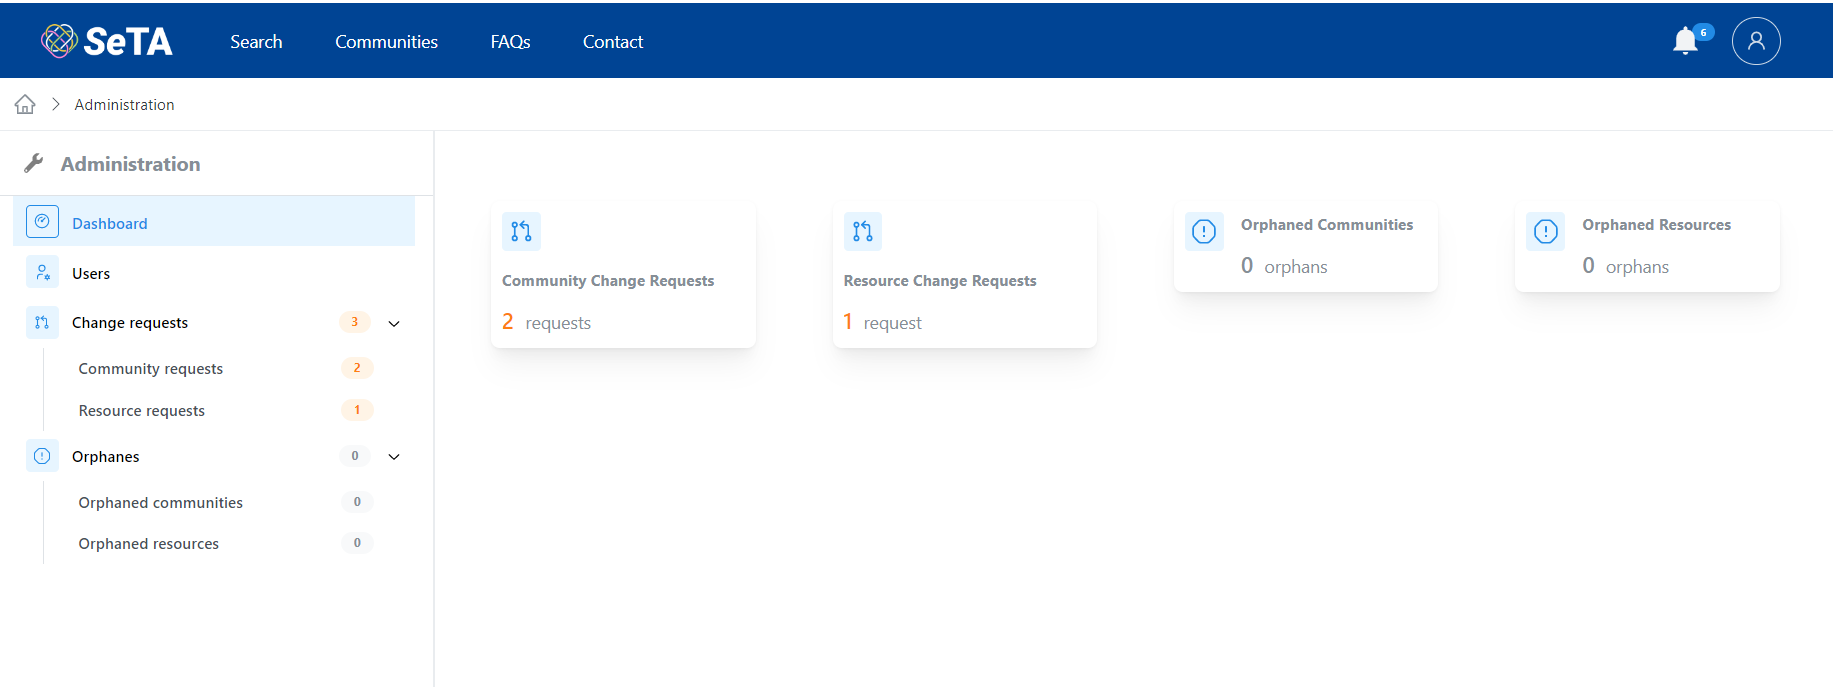 SeTA Search Communities FAQs Contact 6
Administration
Administration
Dashboard
Users
Change requests 3
Community requests 2
Resource requests 1
Orphanes 0
Orphaned communities 0
Orphaned resources 0
Community Change Requests
2 requests
Resource Change Requests
1 request
Orphaned Communities
0 orphans
Orphaned Resources
0 orphans